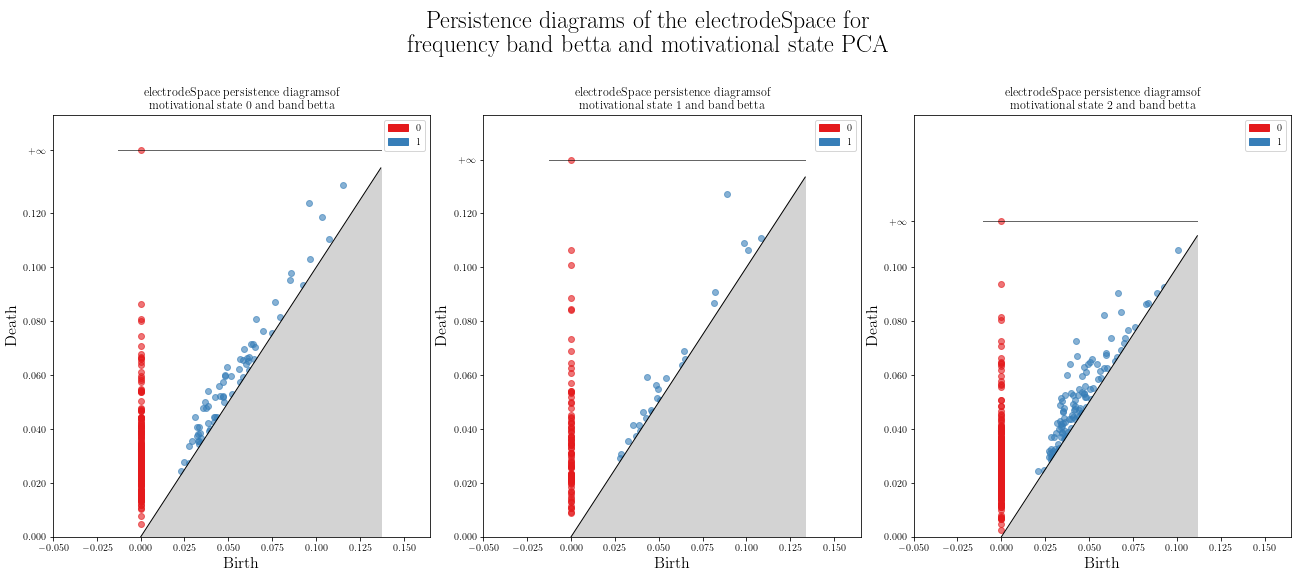 Persistence diagrams of the electrodeSpace for
frequency band betta and motivational state PCA
electrodeSpace persistence diagramsof
motivational state 0 and band betta
0
1
+∞
0.120
0.100
0.080
0.060
0.040
0.020
0.000
Death
−0.050 −0.025 0.000 0.025 0.050 0.075 0.100 0.125 0.150
Birth
electrodeSpace persistence diagramsof
motivational state 1 and band betta
0
1
+∞
0.120
0.100
0.080
0.060
0.040
0.020
0.000
Death
−0.050 −0.025 0.000 0.025 0.050 0.075 0.100 0.125 0.150
Birth
electrodeSpace persistence diagramsof
motivational state 2 and band betta
0
1
+∞
0.100
0.080
0.060
0.040
0.020
0.000
Death
−0.050 −0.025 0.000 0.025 0.050 0.075 0.100 0.125 0.150
Birth